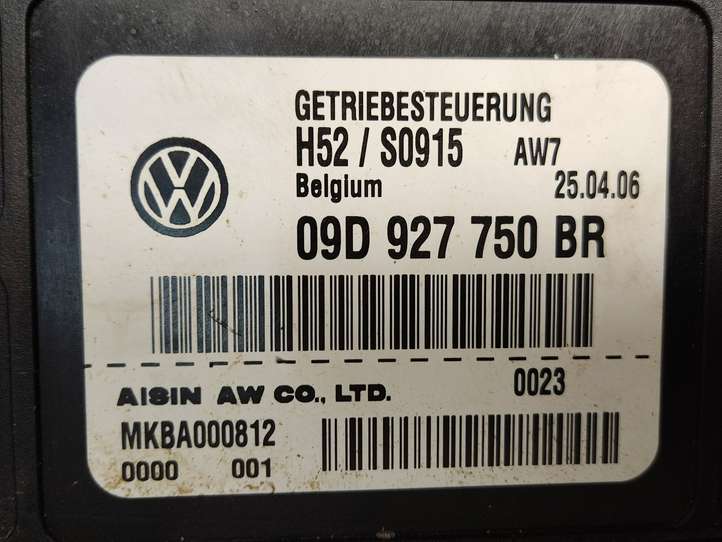 GETRIEBESTEUERUNG
H52 / S0915 AW7
Belgium 25.04.06
09D 927 750 BR
AISIN AW CO., LTD. 0023
MKBA000812
0000 001